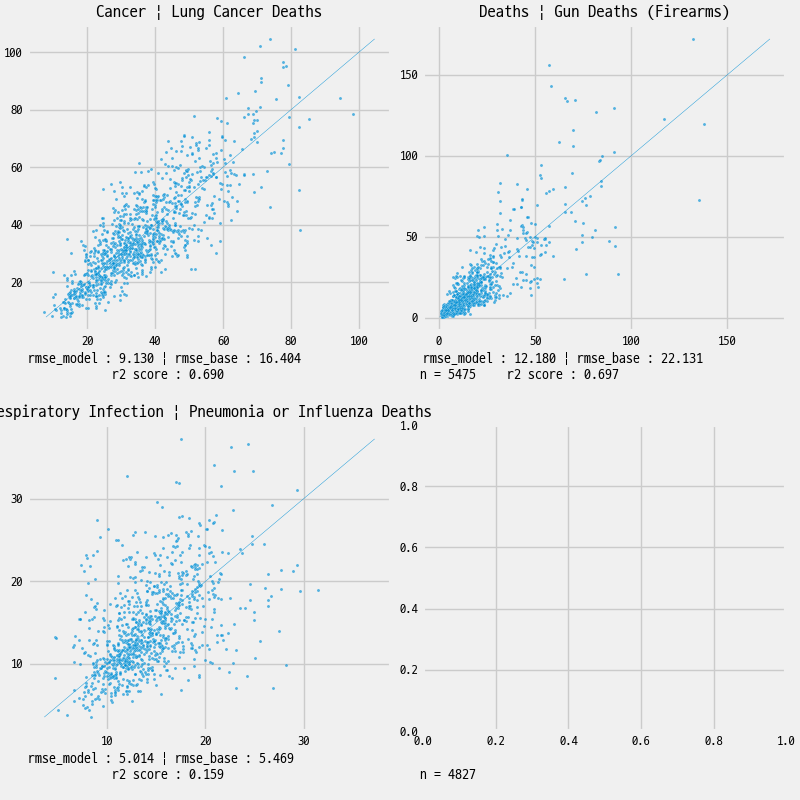 Cancer ¦ Lung Cancer Deaths
100
80
60
40
20
20 40 60 80 100
rmse_model : 9.130 ¦ rmse_base : 16.404
r2 score : 0.690
Deaths ¦ Gun Deaths (Firearms)
150
100
50
0
0 50 100 150
rmse_model : 12.180 ¦ rmse_base : 22.131
n = 5475 r2 score : 0.697
espiratory Infection ¦ Pneumonia or Influenza Deaths
30
20
10
10 20 30
rmse_model : 5.014 ¦ rmse_base : 5.469
r2 score : 0.159
1.0
0.8
0.6
0.4
0.2
0.0
0.0 0.2 0.4 0.6 0.8 1.0
n = 4827